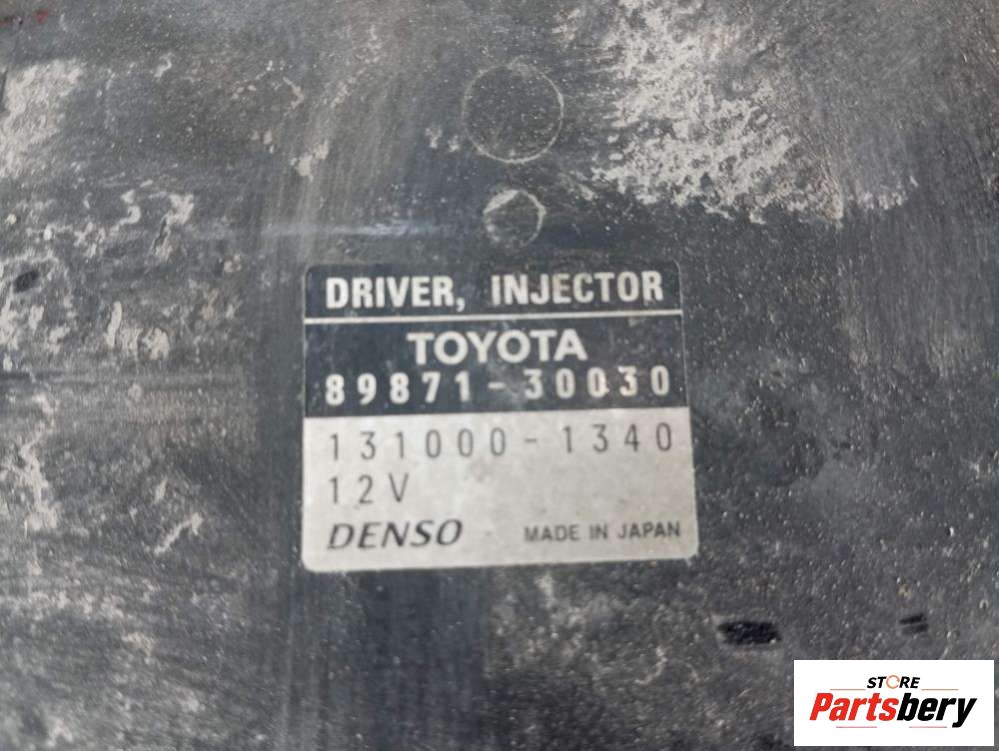 DRIVER, INJECTOR
TOYOTA
89871-30030
131000-1340
12V
DENSO MADE IN JAPAN
STORE
Partsbery